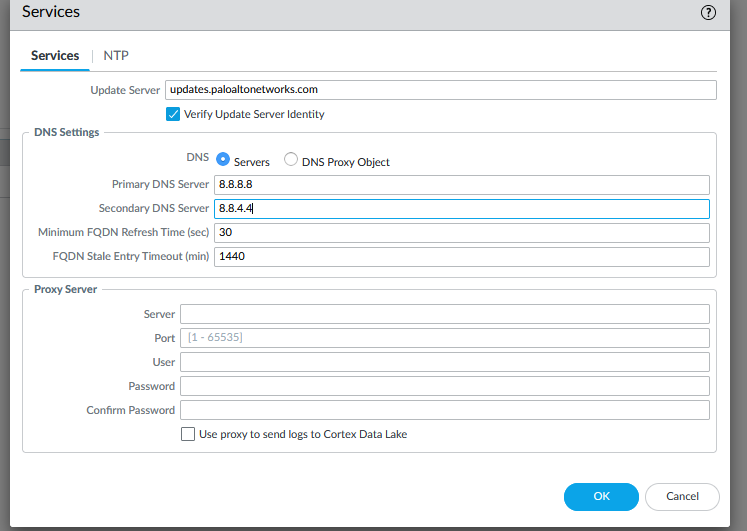 Services
Services NTP
Update Server updates.paloaltonetworks.com
Verify Update Server Identity
DNS Settings
DNS Servers DNS Proxy Object
Primary DNS Server 8.8.8.8
Secondary DNS Server 8.8.4.4
Minimum FQDN Refresh Time (sec) 30
FQDN Stale Entry Timeout (min) 1440
Proxy Server
Server
Port [1 - 65535]
User
Password
Confirm Password
Use proxy to send logs to Cortex Data Lake
OK Cancel